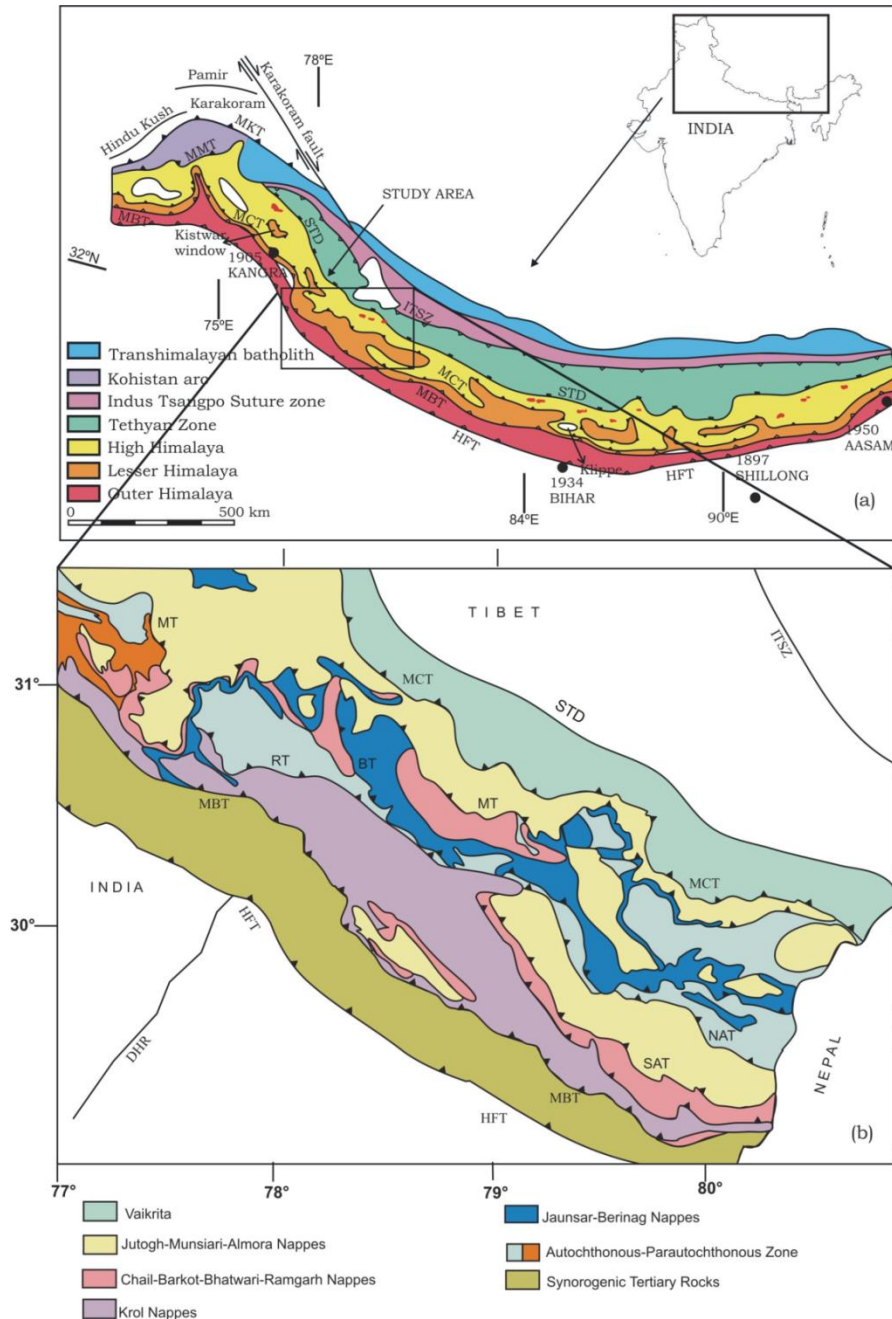 78ºE
Pamir
Karakoram
Hindu Kush
Karakoram fault
MKT
MMT
INDIA
STUDY AREA
MBT
MCT
STD
Kistwar
window
1905
KANGRA
32ºN
75ºE
ITSZ
Transhimalayan batholith
Kohistan arc
Indus Tsangpo Suture zone
Tethyan Zone
High Himalaya
Lesser Himalaya
Outer Himalaya
MCT
MBT
STD
HFT
0
500 km
Klippe
1934
BIHAR
84ºE
HFT
90ºE
1897
SHILLONG
1950
AASAM
(a)
TIBET
ITSZ
MT
31°
MCT
STD
RT
BT
MT
MBT
INDIA
HFT
MCT
30°
DHR
NAT
SAT
NEPAL
MBT
HFT
(b)
77°
78°
79°
80°
Vaikrita
Jutogh-Munsiari-Almora Nappes
Chail-Barkot-Bhatwari-Ramgarh Nappes
Krol Nappes
Jaunsar-Berinag Nappes
Autochthonous-Parautochthonous Zone
Synorogenic Tertiary Rocks